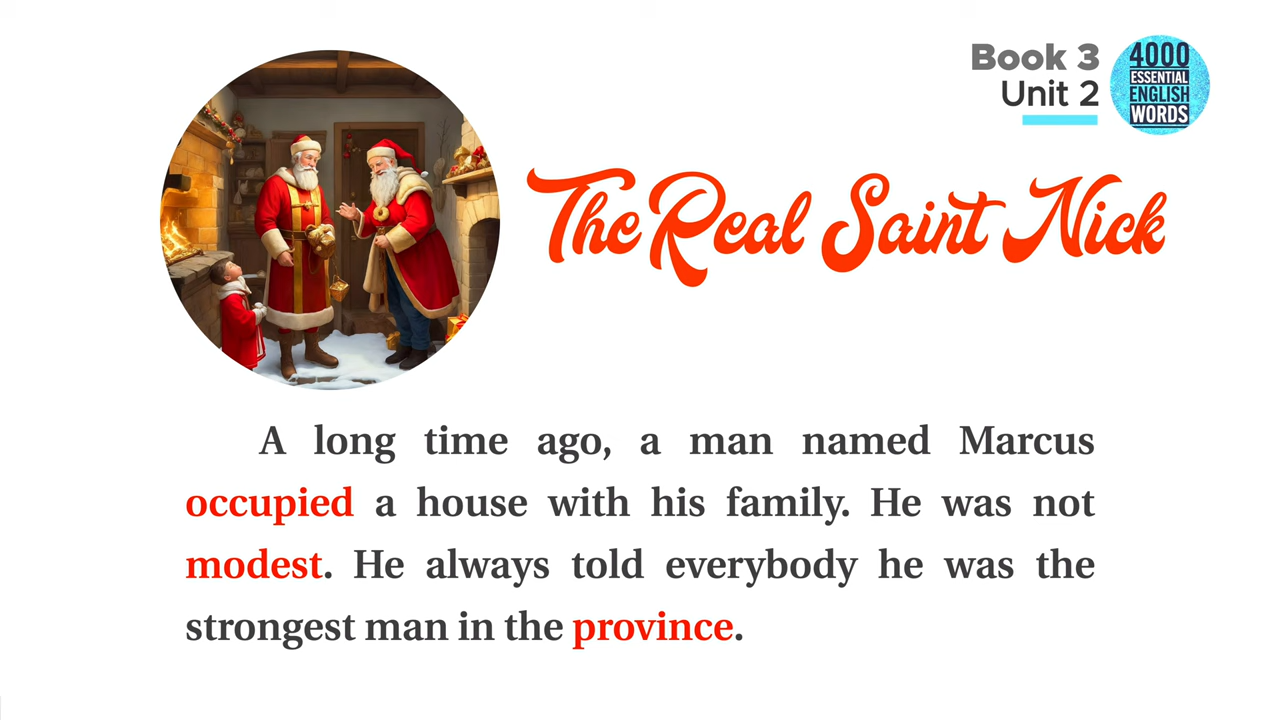 Book 3
Unit 2
4000
ESSENTIAL
ENGLISH
WORDS
The Real Saint Nick
A long time ago, a man named Marcus
occupied a house with his family. He was not
modest. He always told everybody he was the
strongest man in the province.